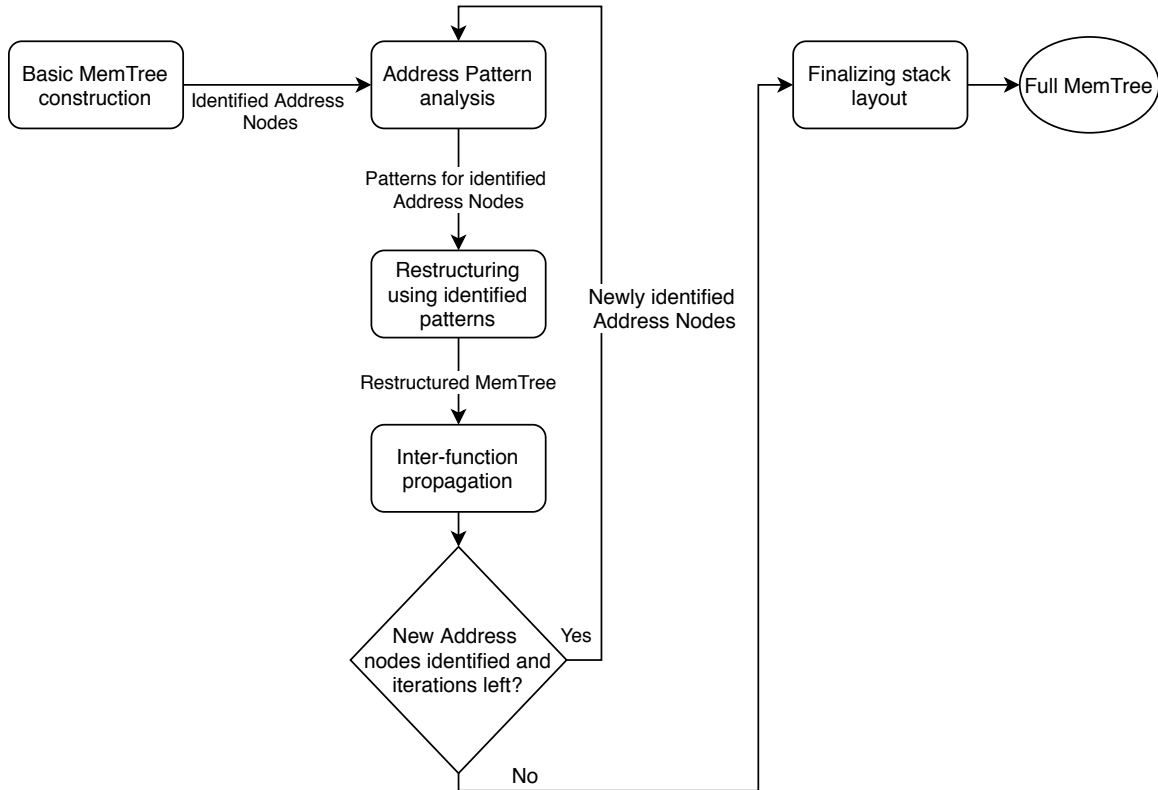 Basic MemTree
construction
Identified Address
Nodes
Address Pattern
analysis
Patterns for identified
Address Nodes
Restructuring
using identified
patterns
Restructured MemTree
Inter-function
propagation
New Address
nodes identified and
iterations left?
Yes
Newly identified
Address Nodes
No
Finalizing stack
layout
Full MemTree